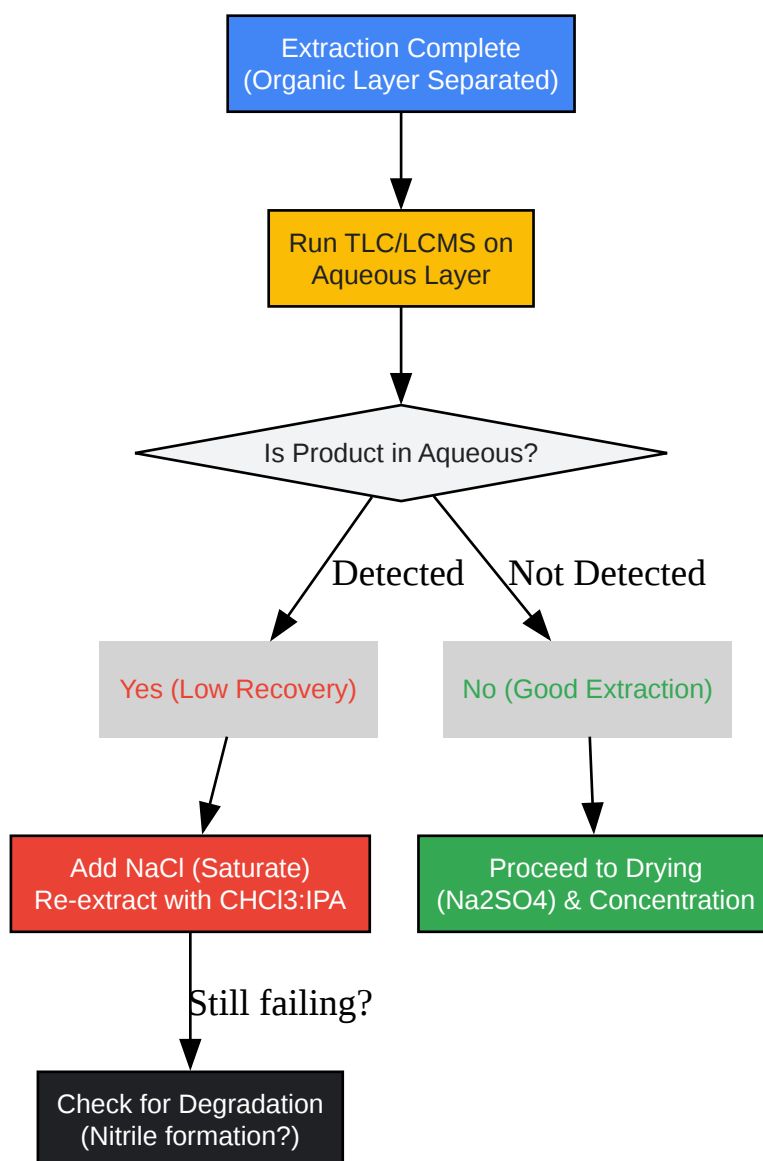 Extraction Complete
(Organic Layer Separated)
Run TLC/LCMS on
Aqueous Layer
Is Product in Aqueous?
Detected
Not Detected
Yes (Low Recovery)
No (Good Extraction)
Add NaCl (Saturate)
Re-extract with CHCl3:IPA
Proceed to Drying
(Na2SO4) & Concentration
Still failing?
Check for Degradation
(Nitrile formation?)